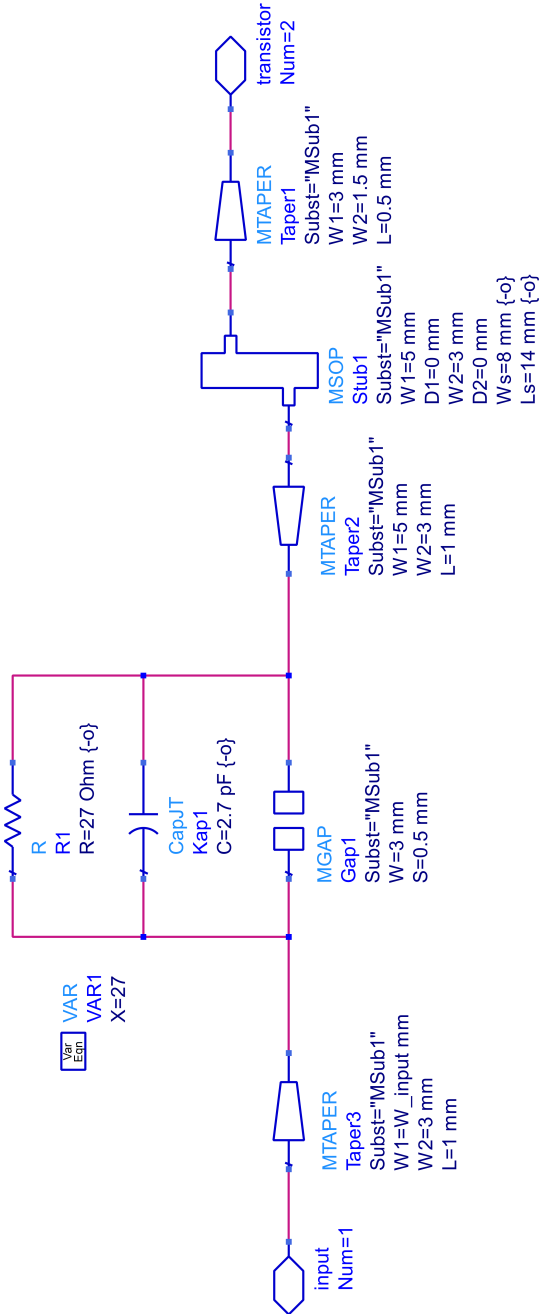 input
Num=1
MTAPER
Taper3
Subst="MSub1"
W1=W_input mm
W2=3 mm
L=1 mm
Var
Eqn
VAR
VAR1
X=27
R
R1
R=27 Ohm {-o}
CapJT
Kap1
C=2.7 pF {-o}
MGAP
Gap1
Subst="MSub1"
W=3 mm
S=0.5 mm
MTAPER
Taper2
Subst="MSub1"
W1=5 mm
W2=3 mm
L=1 mm
MSOP
Stub1
Subst="MSub1"
W1=5 mm
D1=0 mm
W2=3 mm
D2=0 mm
Ws=8 mm {-o}
Ls=14 mm {-o}
MTAPER
Taper1
Subst="MSub1"
W1=3 mm
W2=1.5 mm
L=0.5 mm
transistor
Num=2